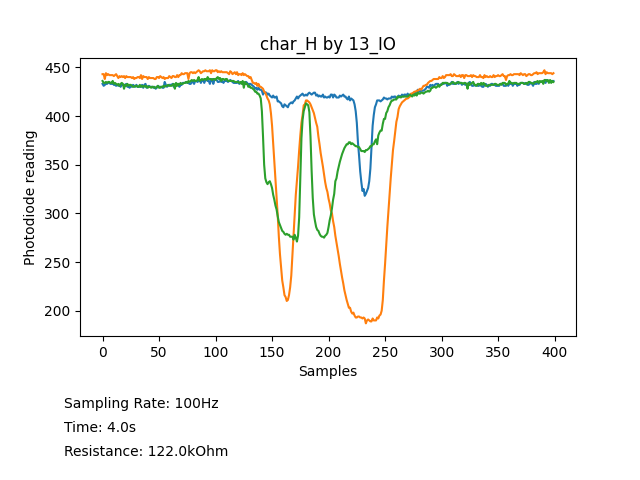 char_H by 13_IO
450
400
350
300
250
200
Photodiode reading
0 50 100 150 200 250 300 350 400
Samples
Sampling Rate: 100Hz
Time: 4.0s
Resistance: 122.0kOhm